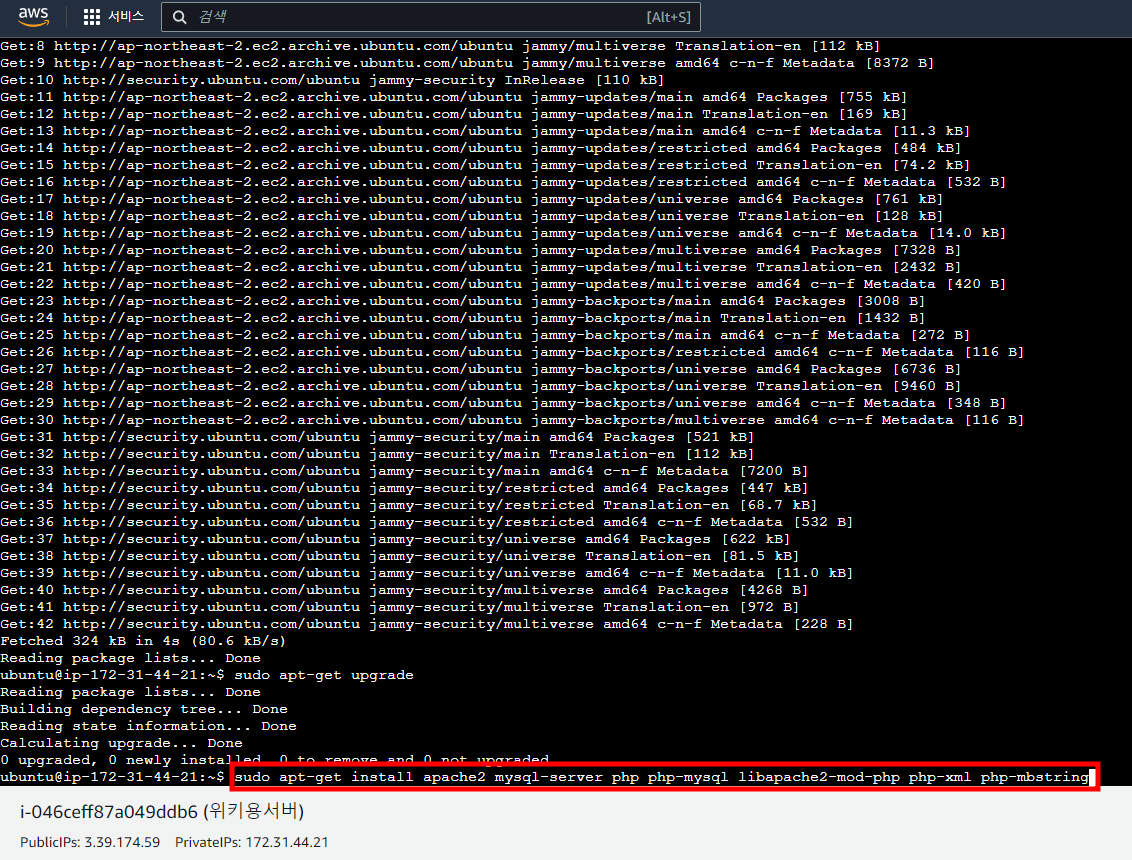 aws
서비스
검색
[Alt+S]
Get:8 http://ap-northeast-2.ec2.archive.ubuntu.com/ubuntu jammy/multiverse Translation-en [112 kB]
Get:9 http://ap-northeast-2.ec2.archive.ubuntu.com/ubuntu jammy/multiverse amd64 c-n-f Metadata [8372 B]
Get:10 http://security.ubuntu.com/ubuntu jammy-security InRelease [110 kB]
Get:11 http://ap-northeast-2.ec2.archive.ubuntu.com/ubuntu jammy-updates/main amd64 Packages [755 kB]
Get:12 http://ap-northeast-2.ec2.archive.ubuntu.com/ubuntu jammy-updates/main Translation-en [169 kB]
Get:13 http://ap-northeast-2.ec2.archive.ubuntu.com/ubuntu jammy-updates/main amd64 c-n-f Metadata [11.3 kB]
Get:14 http://ap-northeast-2.ec2.archive.ubuntu.com/ubuntu jammy-updates/restricted amd64 Packages [484 kB]
Get:15 http://ap-northeast-2.ec2.archive.ubuntu.com/ubuntu jammy-updates/restricted Translation-en [74.2 kB]
Get:16 http://ap-northeast-2.ec2.archive.ubuntu.com/ubuntu jammy-updates/restricted amd64 c-n-f Metadata [532 B]
Get:17 http://ap-northeast-2.ec2.archive.ubuntu.com/ubuntu jammy-updates/universe amd64 Packages [761 kB]
Get:18 http://ap-northeast-2.ec2.archive.ubuntu.com/ubuntu jammy-updates/universe Translation-en [128 kB]
Get:19 http://ap-northeast-2.ec2.archive.ubuntu.com/ubuntu jammy-updates/universe amd64 c-n-f Metadata [14.0 kB]
Get:20 http://ap-northeast-2.ec2.archive.ubuntu.com/ubuntu jammy-updates/multiverse amd64 Packages [7328 B]
Get:21 http://ap-northeast-2.ec2.archive.ubuntu.com/ubuntu jammy-updates/multiverse Translation-en [2432 B]
Get:22 http://ap-northeast-2.ec2.archive.ubuntu.com/ubuntu jammy-updates/multiverse amd64 c-n-f Metadata [420 B]
Get:23 http://ap-northeast-2.ec2.archive.ubuntu.com/ubuntu jammy-backports/main amd64 Packages [3008 B]
Get:24 http://ap-northeast-2.ec2.archive.ubuntu.com/ubuntu jammy-backports/main Translation-en [1432 B]
Get:25 http://ap-northeast-2.ec2.archive.ubuntu.com/ubuntu jammy-backports/main amd64 c-n-f Metadata [272 B]
Get:26 http://ap-northeast-2.ec2.archive.ubuntu.com/ubuntu jammy-backports/restricted amd64 c-n-f Metadata [116 B]
Get:27 http://ap-northeast-2.ec2.archive.ubuntu.com/ubuntu jammy-backports/universe amd64 Packages [6736 B]
Get:28 http://ap-northeast-2.ec2.archive.ubuntu.com/ubuntu jammy-backports/universe Translation-en [9460 B]
Get:29 http://ap-northeast-2.ec2.archive.ubuntu.com/ubuntu jammy-backports/universe amd64 c-n-f Metadata [348 B]
Get:30 http://ap-northeast-2.ec2.archive.ubuntu.com/ubuntu jammy-backports/multiverse amd64 c-n-f Metadata [116 B]
Get:31 http://security.ubuntu.com/ubuntu jammy-security/main amd64 Packages [521 kB]
Get:32 http://security.ubuntu.com/ubuntu jammy-security/main Translation-en [112 kB]
Get:33 http://security.ubuntu.com/ubuntu jammy-security/main amd64 c-n-f Metadata [7200 B]
Get:34 http://security.ubuntu.com/ubuntu jammy-security/restricted amd64 Packages [447 kB]
Get:35 http://security.ubuntu.com/ubuntu jammy-security/restricted Translation-en [68.7 kB]
Get:36 http://security.ubuntu.com/ubuntu jammy-security/restricted amd64 c-n-f Metadata [532 B]
Get:37 http://security.ubuntu.com/ubuntu jammy-security/universe amd64 Packages [622 kB]
Get:38 http://security.ubuntu.com/ubuntu jammy-security/universe Translation-en [81.5 kB]
Get:39 http://security.ubuntu.com/ubuntu jammy-security/universe amd64 c-n-f Metadata [11.0 kB]
Get:40 http://security.ubuntu.com/ubuntu jammy-security/multiverse amd64 Packages [4268 B]
Get:41 http://security.ubuntu.com/ubuntu jammy-security/multiverse Translation-en [972 B]
Get:42 http://security.ubuntu.com/ubuntu jammy-security/multiverse amd64 c-n-f Metadata [228 B]
Fetched 324 kB in 4s (80.6 kB/s)
Reading package lists... Done
ubuntu@ip-172-31-44-21:~$ sudo apt-get upgrade
Reading package lists... Done
Building dependency tree... Done
Reading state information... Done
Calculating upgrade... Done
0 upgraded, 0 newly installed, 0 to remove and 0 not upgraded.
ubuntu@ip-172-31-44-21:~$ sudo apt-get install apache2 mysql-server php php-mysql libapache2-mod-php php-xml php-mbstring
i-046ceff87a049ddb6 (위키용서버)
PublicIPs: 3.39.174.59 PrivateIPs: 172.31.44.21